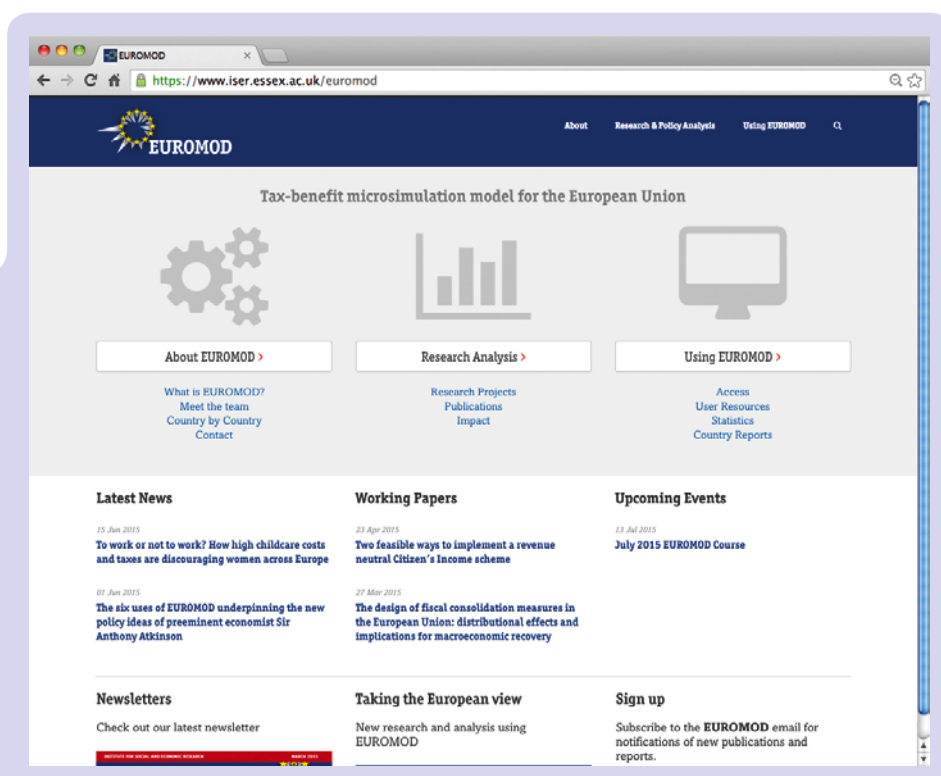 EUROMOD
https://www.iser.essex.ac.uk/euromod
EUROMOD
About Research & Policy Analysis Using EUROMOD
Tax-benefit microsimulation model for the European Union
About EUROMOD >
What is EUROMOD?
Meet the team
Country by Country
Contact
Research Analysis >
Research Projects
Publications
Impact
Using EUROMOD >
Access
User Resources
Statistics
Country Reports
Latest News
15 Jun 2015
To work or not to work? How high childcare costs
and taxes are discouraging women across Europe
01 Jun 2015
The six uses of EUROMOD underpinning the new
policy ideas of preeminent economist Sir
Anthony Atkinson
Working Papers
23 Apr 2015
Two feasible ways to implement a revenue
neutral Citizen's Income scheme
27 Mar 2015
The design of fiscal consolidation measures in
the European Union: distributional effects and
implications for macroeconomic recovery
Upcoming Events
13 Jul 2015
July 2015 EUROMOD Course
Newsletters
Check out our latest newsletter
INSTITUTE FOR SOCIAL AND ECONOMIC RESEARCH MARCH 2015
Taking the European view
New research and analysis using
EUROMOD
Sign up
Subscribe to the EUROMOD email for
notifications of new publications and
reports.